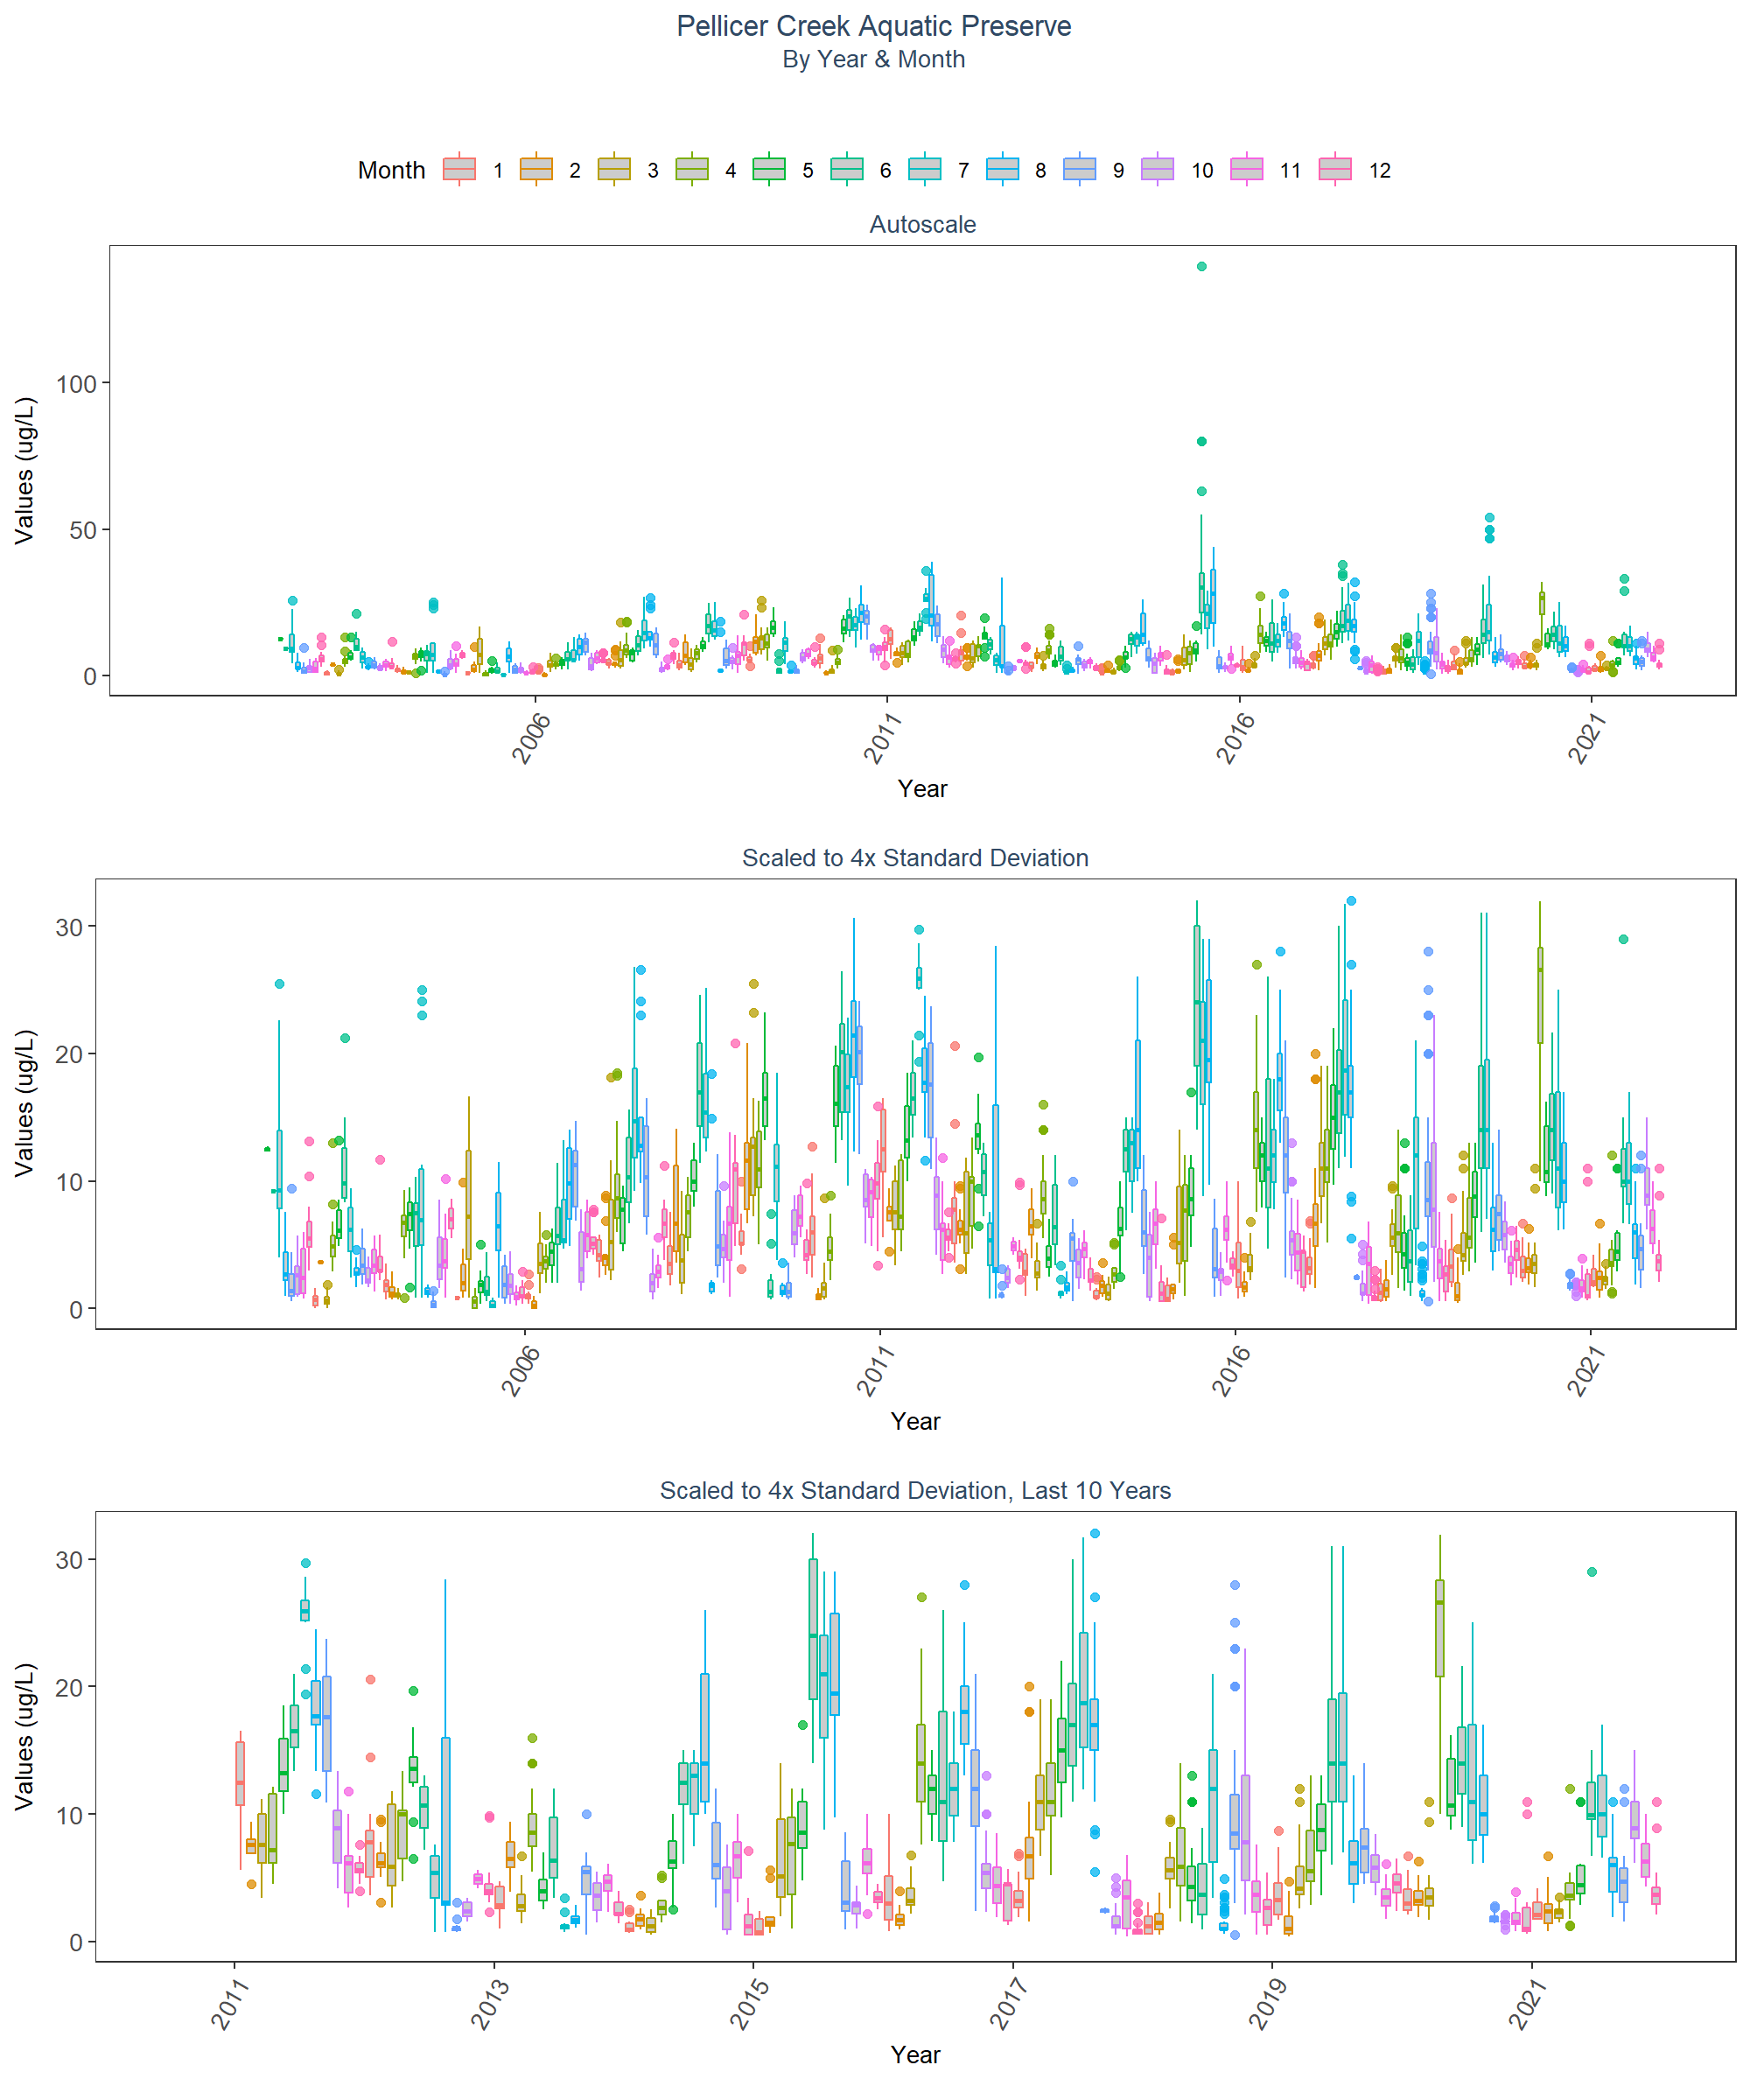 Pellicer Creek Aquatic Preserve
By Year & Month
Month 1 2 3 4 5 6 7 8 9 10 11 12
Autoscale
Values (ug/L)
100
50
0
2006 2011 2016 2021
Year
Scaled to 4x Standard Deviation
Values (ug/L)
30
20
10
0
2006 2011 2016 2021
Year
Scaled to 4x Standard Deviation, Last 10 Years
Values (ug/L)
30
20
10
0
2011 2013 2015 2017 2019 2021
Year